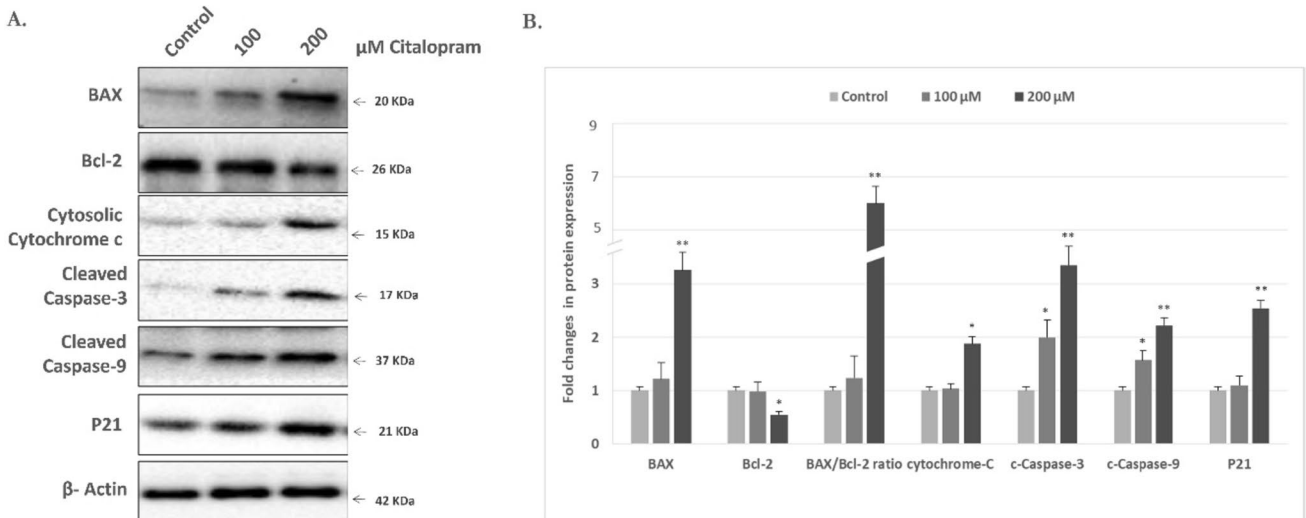 A.
Control 100 200 µM Citalopram
BAX ← 20 KDa
Bcl-2 ← 26 KDa
Cytosolic
Cytochrome c ← 15 KDa
Cleaved
Caspase-3 ← 17 KDa
Cleaved
Caspase-9 ← 37 KDa
P21 ← 21 KDa
β- Actin ← 42 KDa
B.
Control 100 µM 200 µM
Fold changes in protein expression
9
7
5
3
2
1
0
** * ** * * ** * ** **
BAX Bcl-2 BAX/Bcl-2 ratio cytochrome-C c-Caspase-3 c-Caspase-9 P21